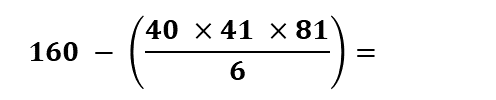 160 − (40 × 41 × 81 / 6) =